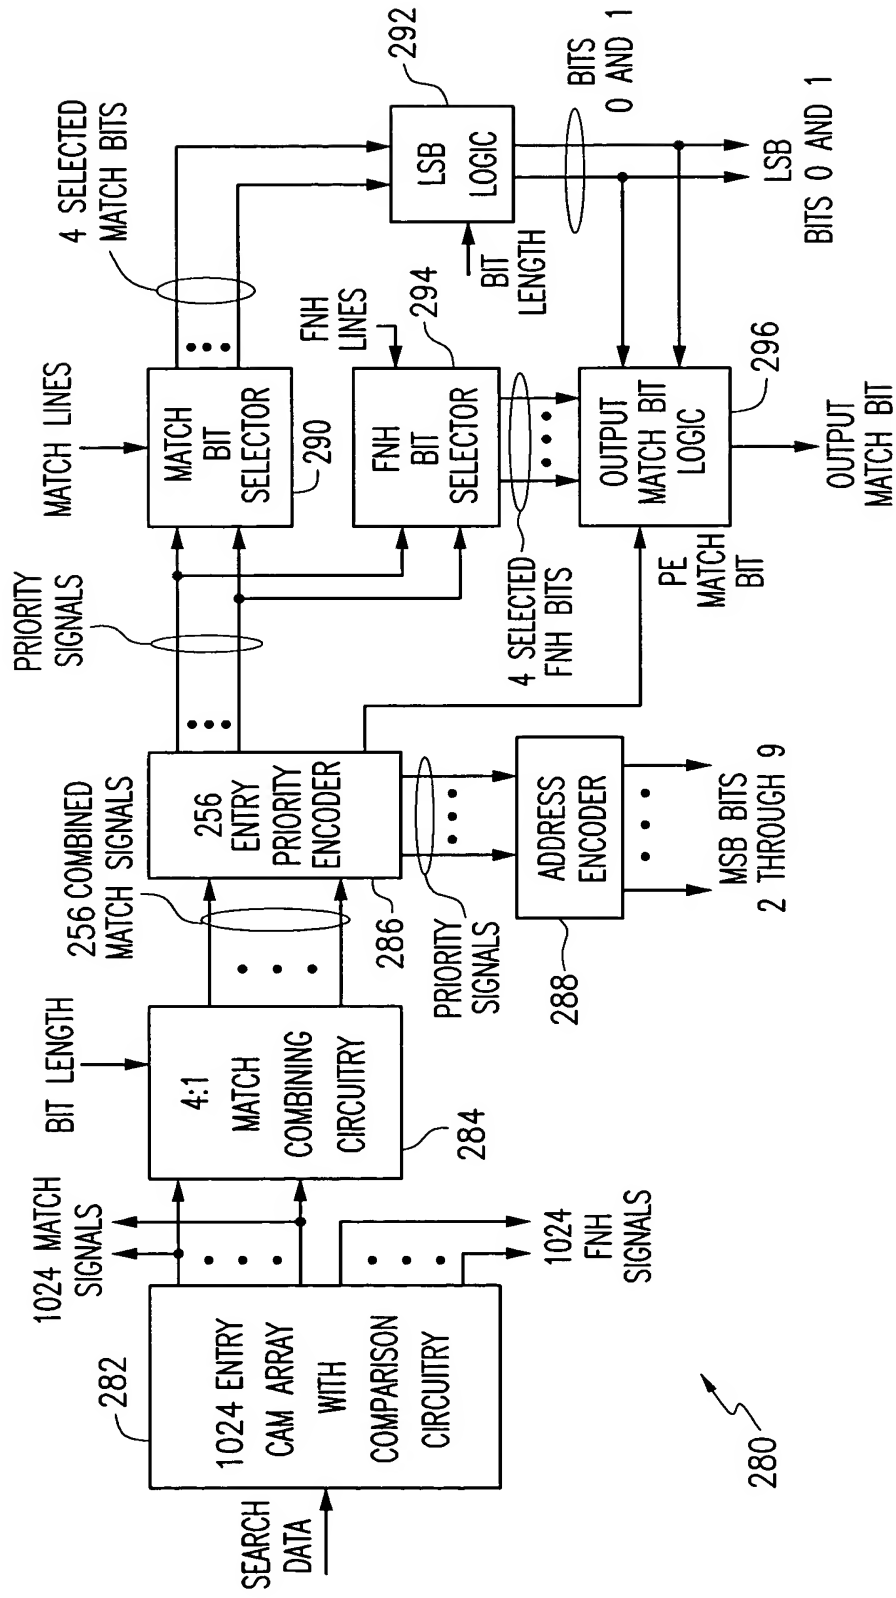 SEARCH
DATA
282
1024 ENTRY
CAM ARRAY
WITH
COMPARISON
CIRCUITRY
1024 MATCH
SIGNALS
1024
FNH
SIGNALS
BIT LENGTH
4:1
MATCH
COMBINING
CIRCUITRY
284
256 COMBINED
MATCH SIGNALS
256
ENTRY
PRIORITY
ENCODER
286
PRIORITY
SIGNALS
ADDRESS
ENCODER
288
MSB BITS
2 THROUGH 9
PRIORITY
SIGNALS
MATCH LINES
MATCH
BIT
SELECTOR
290
4 SELECTED
MATCH BITS
FNH
LINES
FNH
BIT
SELECTOR
294
4 SELECTED
FNH BITS
PE
MATCH
BIT
OUTPUT
MATCH BIT
LOGIC
296
OUTPUT
MATCH BIT
BIT
LENGTH
LSB
LOGIC
292
BITS
0 AND 1
LSB
BITS 0 AND 1
280